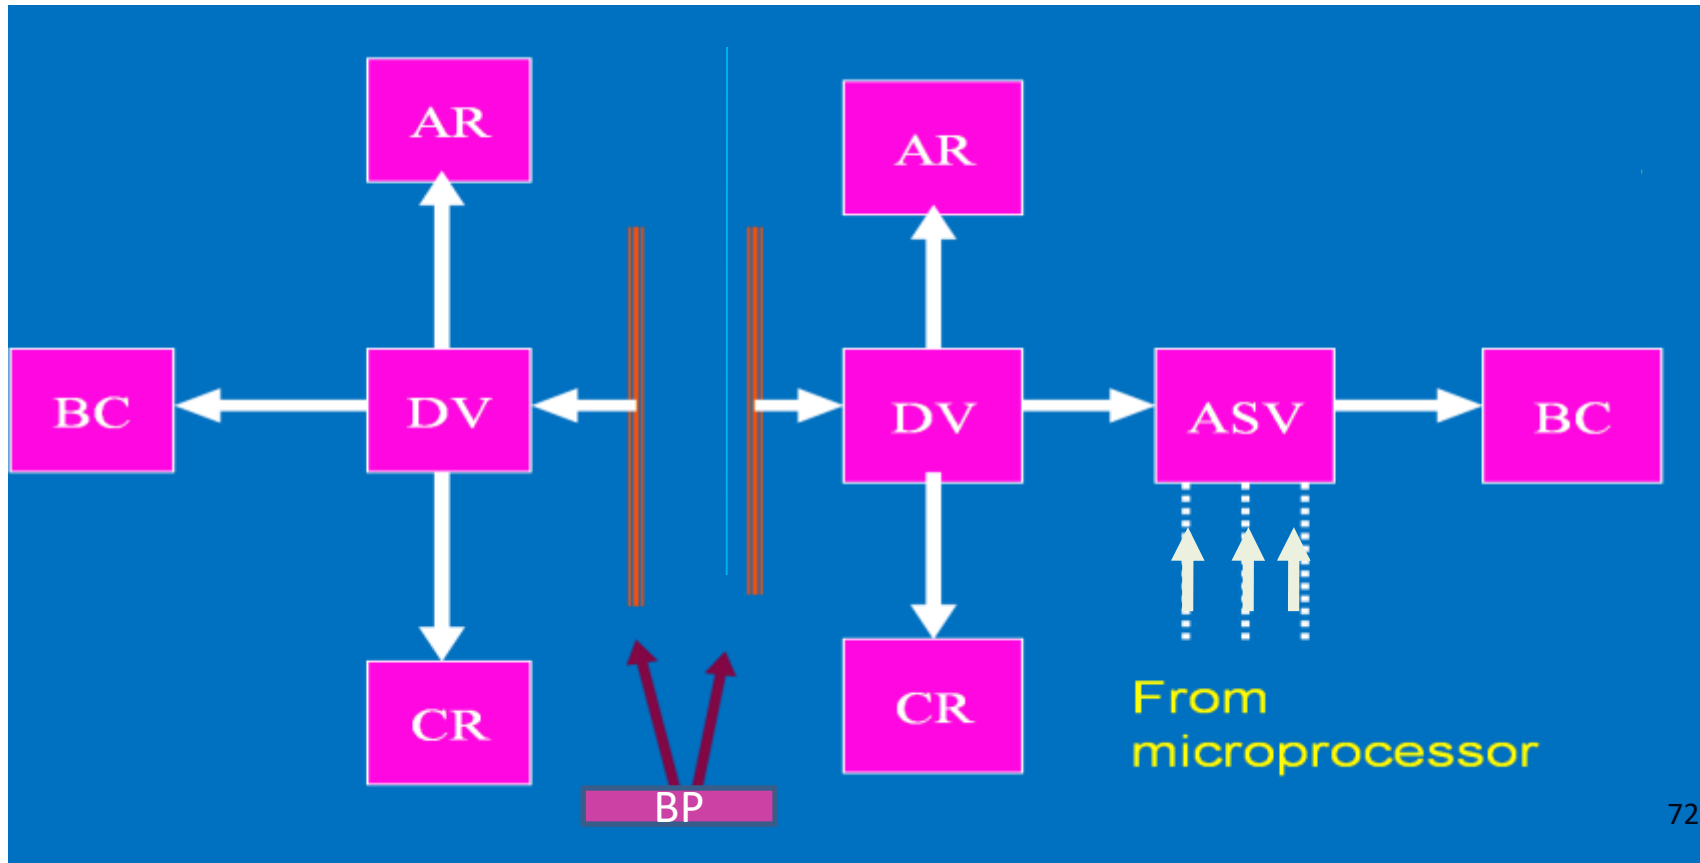 AR
AR
BC
DV
DV
ASV
BC
CR
CR
From
microprocessor
BP
72